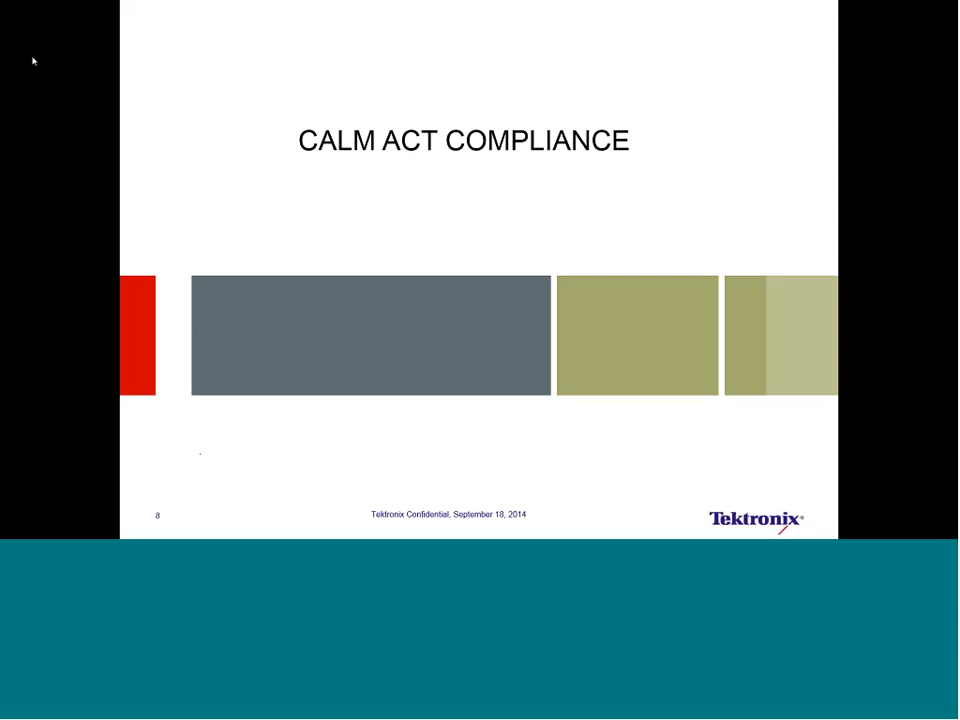 CALM ACT COMPLIANCE
.
8
Tektronix Confidential, September 18, 2014
Tektronix®